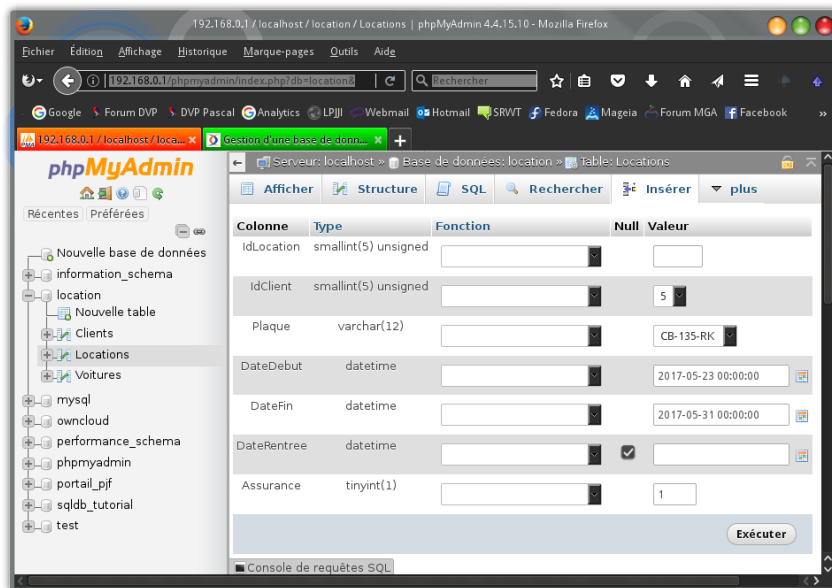 192.168.0.1 / localhost / location / Locations | phpMyAdmin 4.4.15.10 - Mozilla Firefox
Fichier Édition Affichage Historique Marque-pages Outils Aide
192.168.0.1/phpmyadmin/index.php?db=location& Rechercher
Google Forum DVP DVP Pascal Analytics LPJJl Webmail Hotmail SRWT Fedora Mageia Forum MGA Facebook »
192.168.0.1 / localhost / loca... Gestion d'une base de donn...
phpMyAdmin
Récentes Préférées
Nouvelle base de données
information_schema
location
Nouvelle table
Clients
Locations
Voitures
mysql
owncloud
performance_schema
phpmyadmin
portail_pjf
sqldb_tutorial
test
Serveur: localhost » Base de données: location » Table: Locations
Afficher Structure SQL Rechercher Insérer plus
Colonne Type Fonction Null Valeur
IdLocation smallint(5) unsigned
IdClient smallint(5) unsigned 5
Plaque varchar(12) CB-135-RK
DateDebut datetime 2017-05-23 00:00:00
DateFin datetime 2017-05-31 00:00:00
DateRentree datetime
Assurance tinyint(1) 1
Exécuter
Console de requêtes SQL